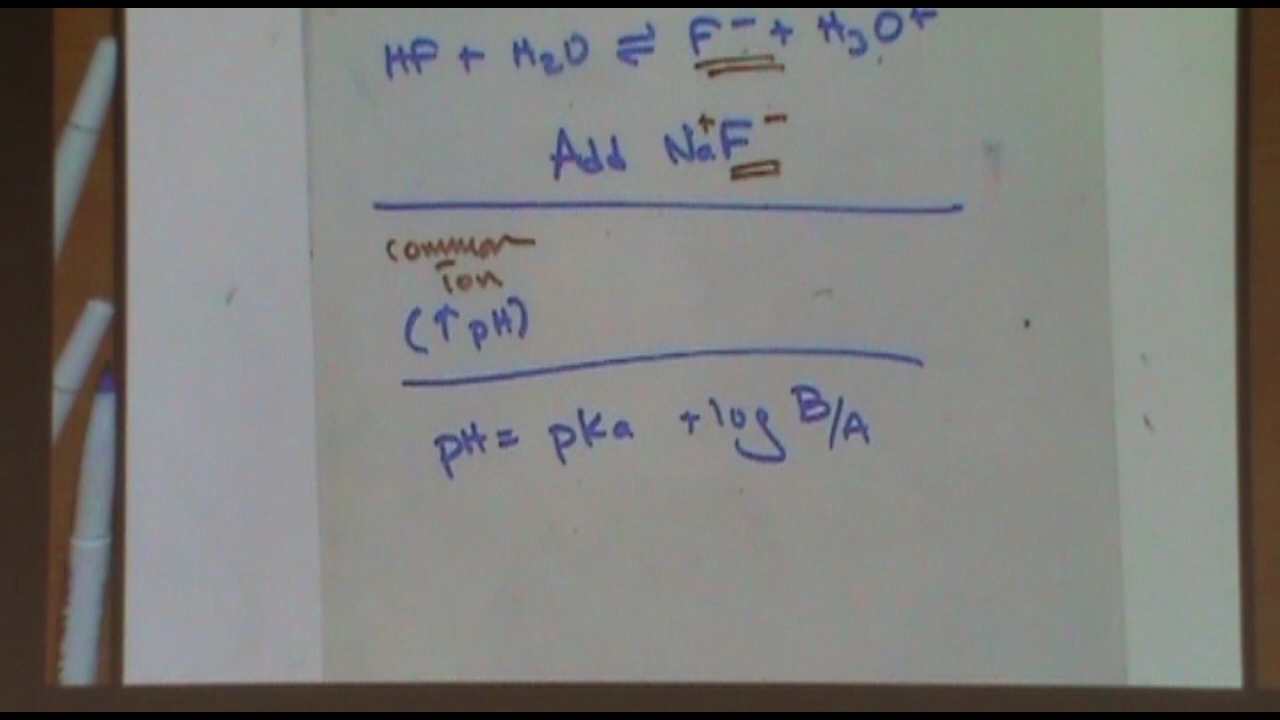 HF + H₂O ⇌ F⁻ + H₃O⁺
Add Na⁺F⁻
common
ion
(↑ pH)
pH = pKa + log B/A